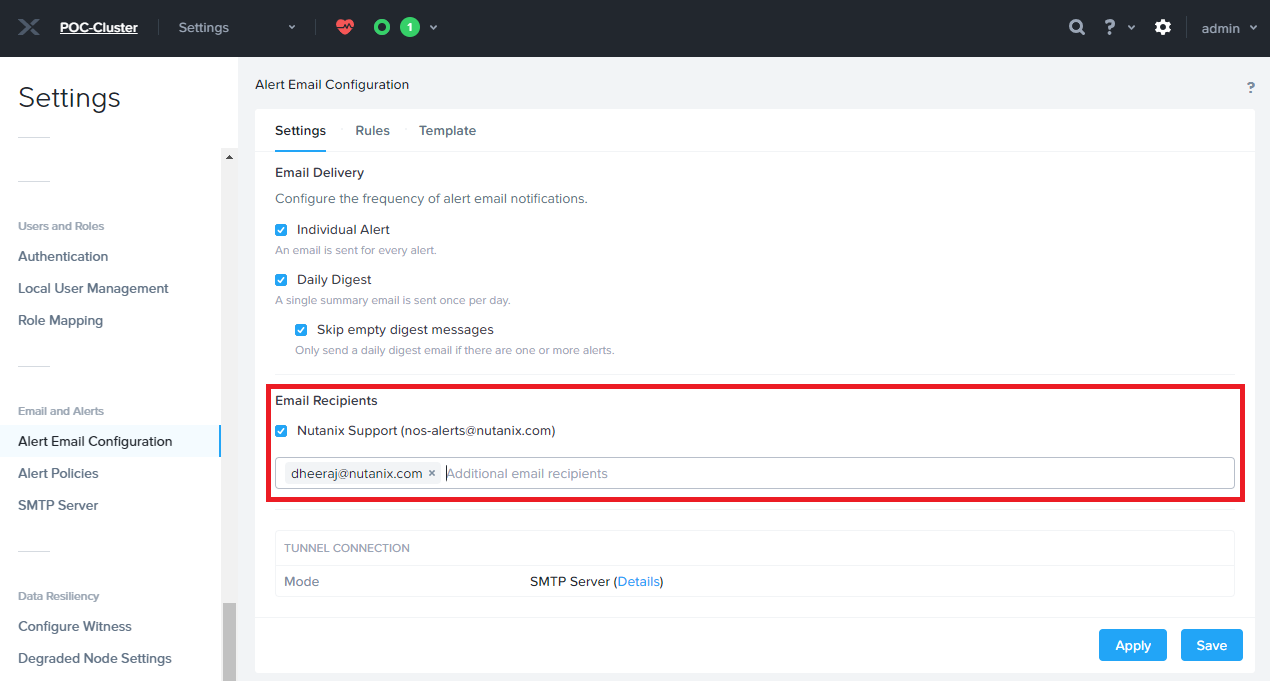 POC-Cluster
Settings
1
?
admin
Settings
Users and Roles
Authentication
Local User Management
Role Mapping
Email and Alerts
Alert Email Configuration
Alert Policies
SMTP Server
Data Resiliency
Configure Witness
Degraded Node Settings
Alert Email Configuration
?
Settings Rules Template
Email Delivery
Configure the frequency of alert email notifications.
Individual Alert
An email is sent for every alert.
Daily Digest
A single summary email is sent once per day.
Skip empty digest messages
Only send a daily digest email if there are one or more alerts.
Email Recipients
Nutanix Support (nos-alerts@nutanix.com)
dheeraj@nutanix.com × Additional email recipients
TUNNEL CONNECTION
Mode SMTP Server (Details)
Apply Save